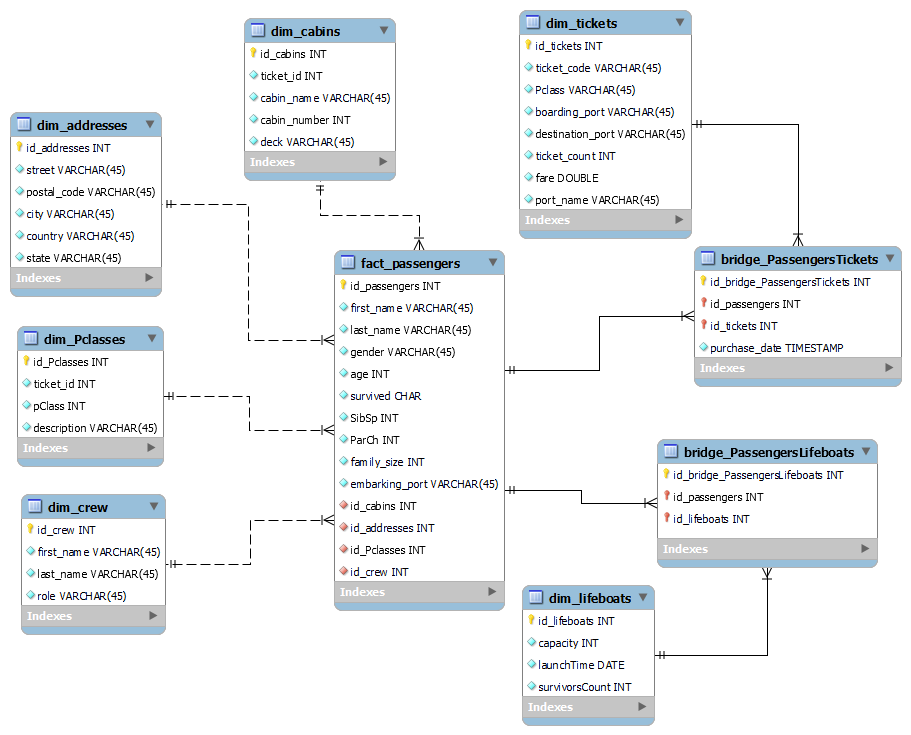 dim_cabins
id_cabins INT
ticket_id INT
cabin_name VARCHAR(45)
cabin_number INT
deck VARCHAR(45)
Indexes
dim_tickets
id_tickets INT
ticket_code VARCHAR(45)
Pclass VARCHAR(45)
boarding_port VARCHAR(45)
destination_port VARCHAR(45)
ticket_count INT
fare DOUBLE
port_name VARCHAR(45)
Indexes
dim_addresses
id_addresses INT
street VARCHAR(45)
postal_code VARCHAR(45)
city VARCHAR(45)
country VARCHAR(45)
state VARCHAR(45)
Indexes
fact_passengers
id_passengers INT
first_name VARCHAR(45)
last_name VARCHAR(45)
gender VARCHAR(45)
age INT
survived CHAR
SibSp INT
ParCh INT
family_size INT
embarking_port VARCHAR(45)
id_cabins INT
id_addresses INT
id_Pclasses INT
id_crew INT
Indexes
bridge_PassengersTickets
id_bridge_PassengersTickets INT
id_passengers INT
id_tickets INT
purchase_date TIMESTAMP
Indexes
dim_Pclasses
id_Pclasses INT
ticket_id INT
pClass INT
description VARCHAR(45)
Indexes
bridge_PassengersLifeboats
id_bridge_PassengersLifeboats INT
id_passengers INT
id_lifeboats INT
Indexes
dim_crew
id_crew INT
first_name VARCHAR(45)
last_name VARCHAR(45)
role VARCHAR(45)
Indexes
dim_lifeboats
id_lifeboats INT
capacity INT
launchTime DATE
survivorsCount INT
Indexes